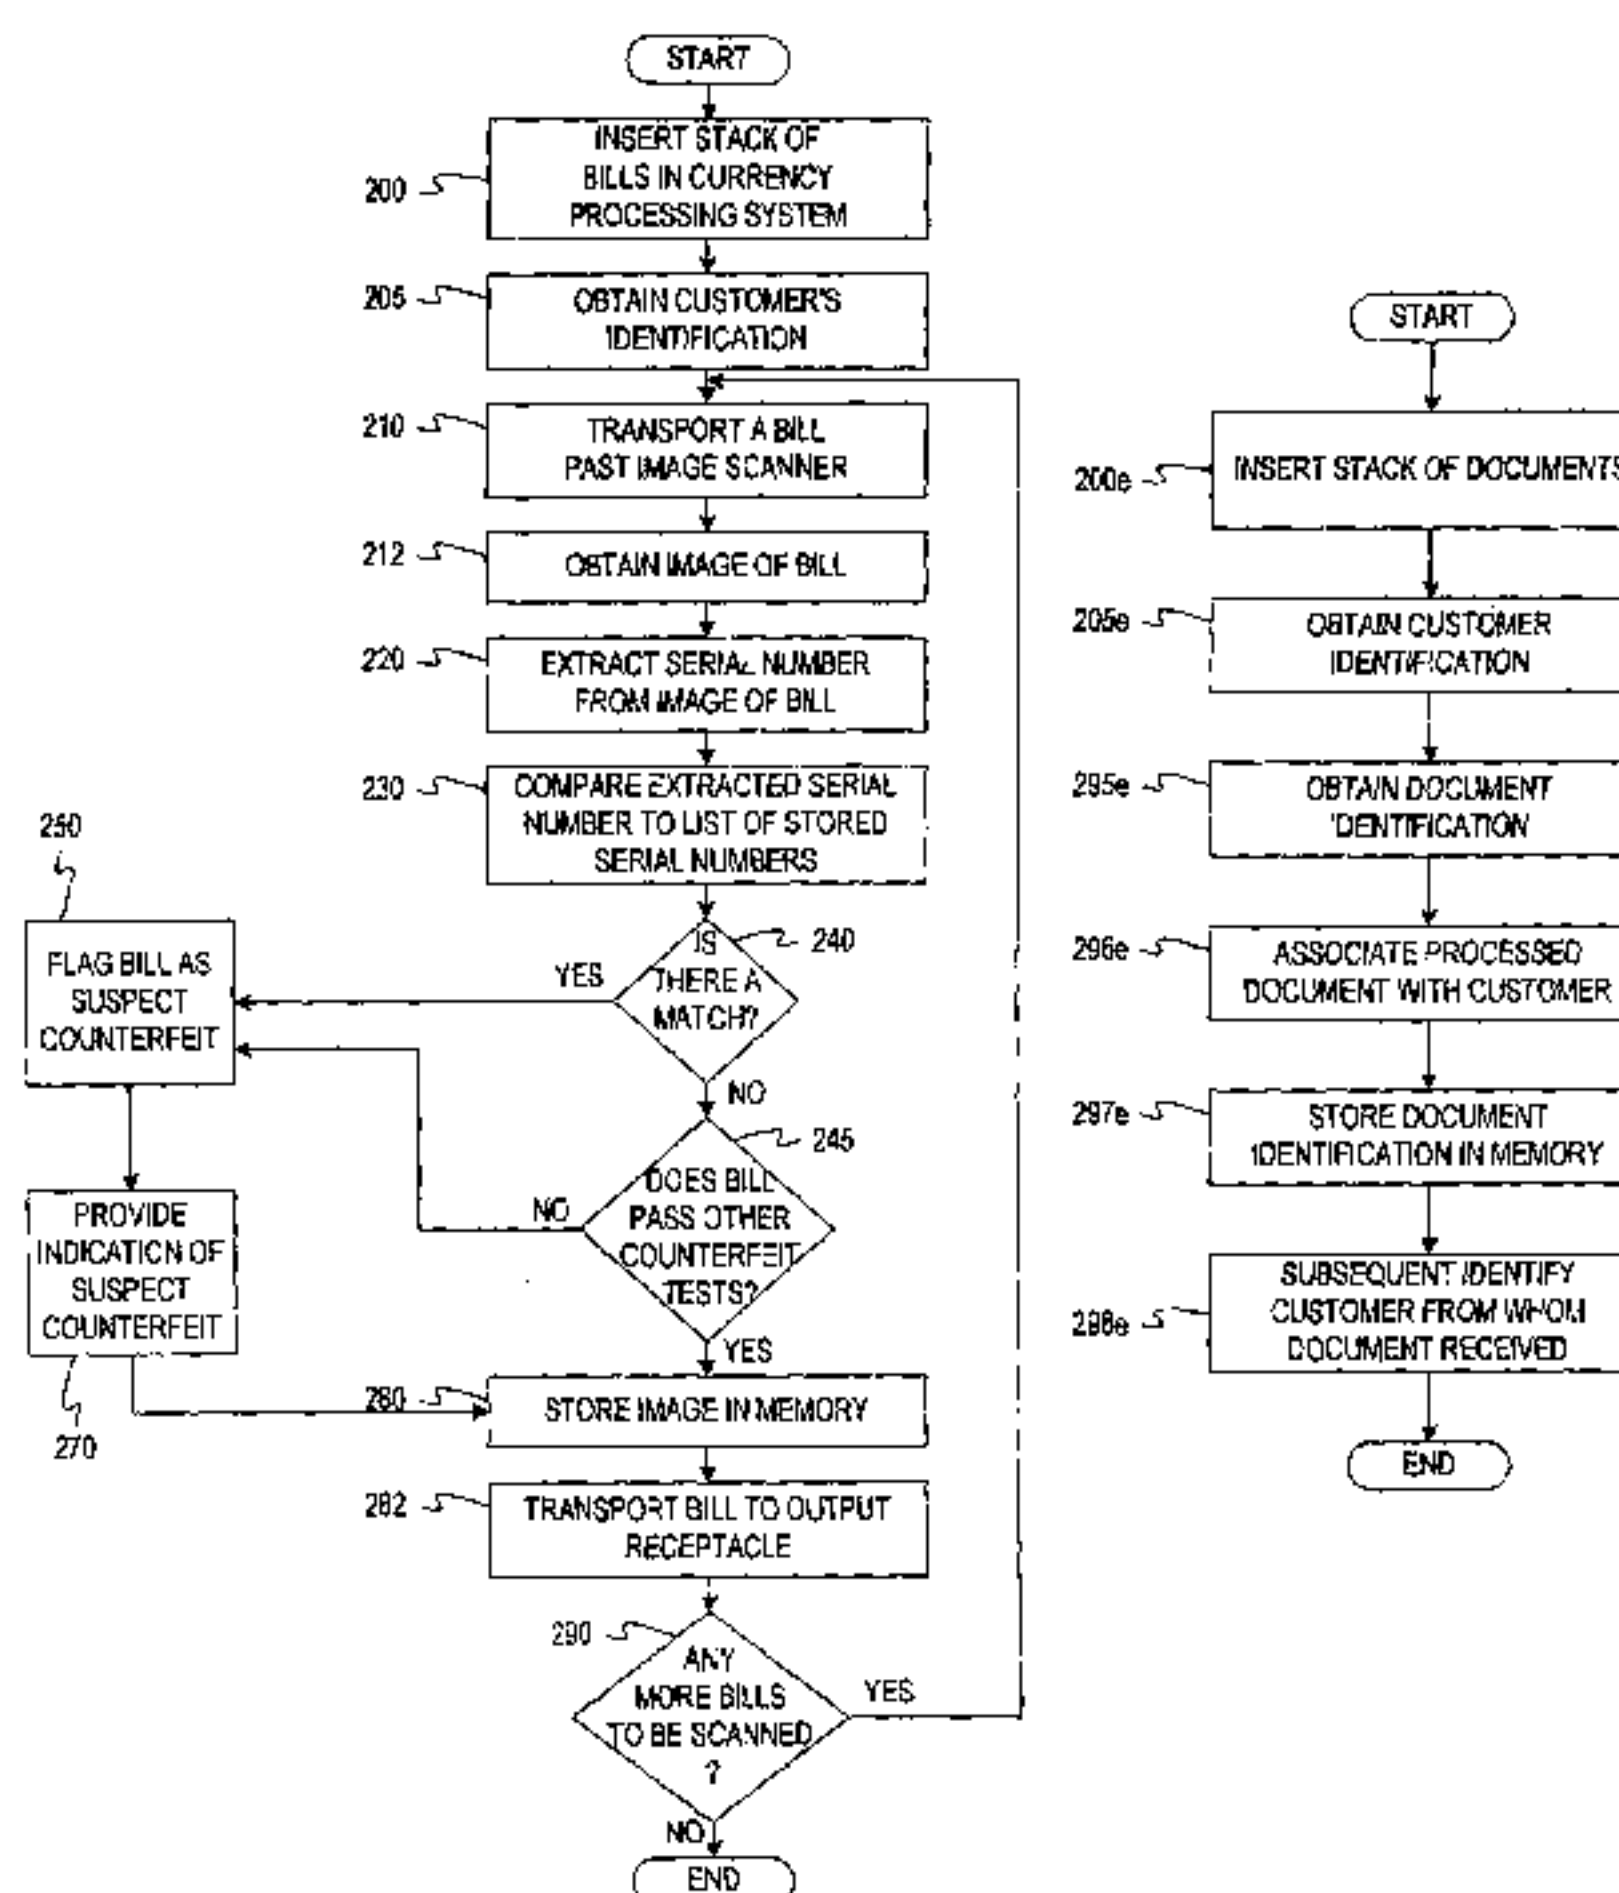 START
INSERT STACK OF
BILLS IN CURRENCY
PROCESSING SYSTEM
200
OBTAIN CUSTOMER'S
IDENTIFICATION
205
TRANSPORT A BILL
PAST IMAGE SCANNER
210
OBTAIN IMAGE OF BILL
212
EXTRACT SERIAL NUMBER
FROM IMAGE OF BILL
220
COMPARE EXTRACTED SERIAL
NUMBER TO LIST OF STORED
SERIAL NUMBERS
230
IS
THERE A
MATCH?
240
YES
NO
250
FLAG BILL AS
SUSPECT
COUNTERFEIT
DOES BILL
PASS OTHER
COUNTERFEIT
TESTS?
245
NO
YES
PROVIDE
INDICATION OF
SUSPECT
COUNTERFEIT
270
280
STORE IMAGE IN MEMORY
282
TRANSPORT BILL TO OUTPUT
RECEPTACLE
290
ANY
MORE BILLS
TO BE SCANNED
?
YES
NO
END
START
200e
INSERT STACK OF DOCUMENTS
205e
OBTAIN CUSTOMER
IDENTIFICATION
295e
OBTAIN DOCUMENT
IDENTIFICATION
296e
ASSOCIATE PROCESSED
DOCUMENT WITH CUSTOMER
297e
STORE DOCUMENT
IDENTIFICATION IN MEMORY
298e
SUBSEQUENT IDENTIFY
CUSTOMER FROM WHOM
DOCUMENT RECEIVED
END